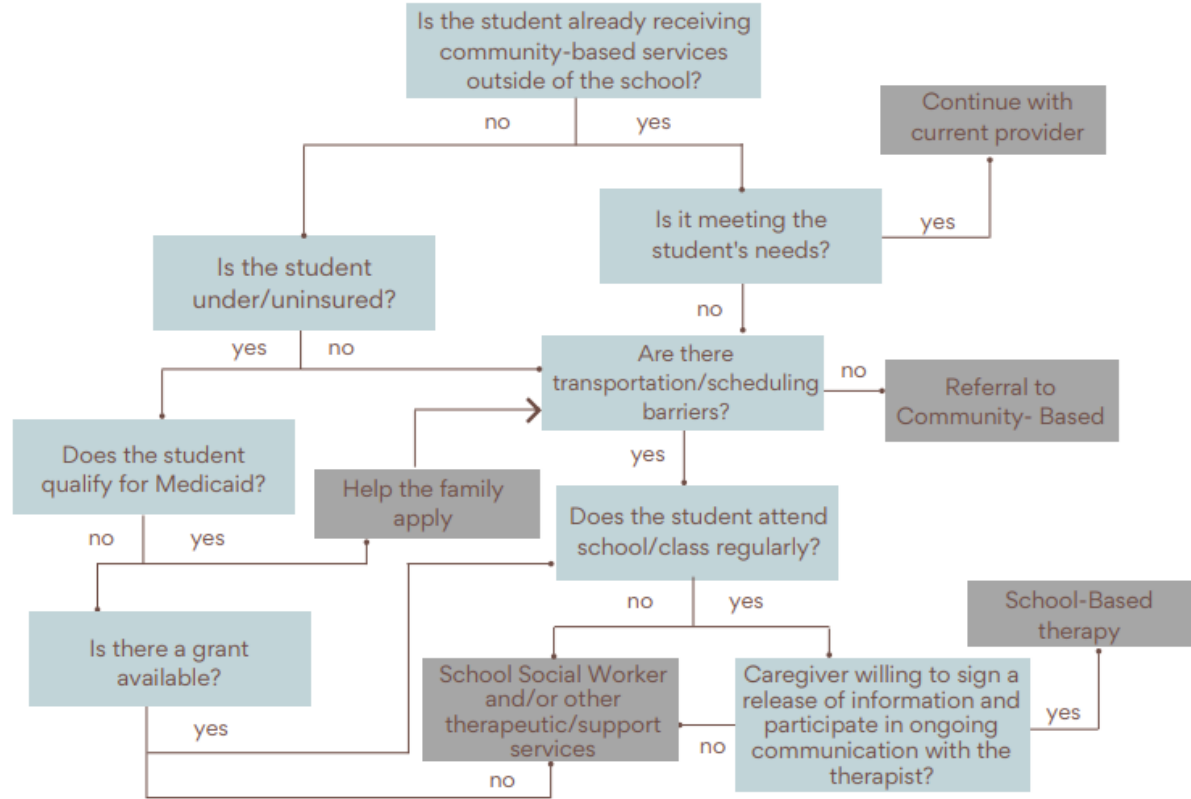 Is the student already receiving
community-based services
outside of the school?
no
yes
Continue with
current provider
Is it meeting the
student's needs?
yes
no
Is the student
under/uninsured?
yes
no
Are there
transportation/scheduling
barriers?
no
Referral to
Community- Based
yes
Does the student
qualify for Medicaid?
no
yes
Help the family
apply
Does the student attend
school/class regularly?
no
yes
School-Based
therapy
Is there a grant
available?
yes
no
School Social Worker
and/or other
therapeutic/support
services
Caregiver willing to sign a
release of information and
participate in ongoing
communication with the
therapist?
no
yes